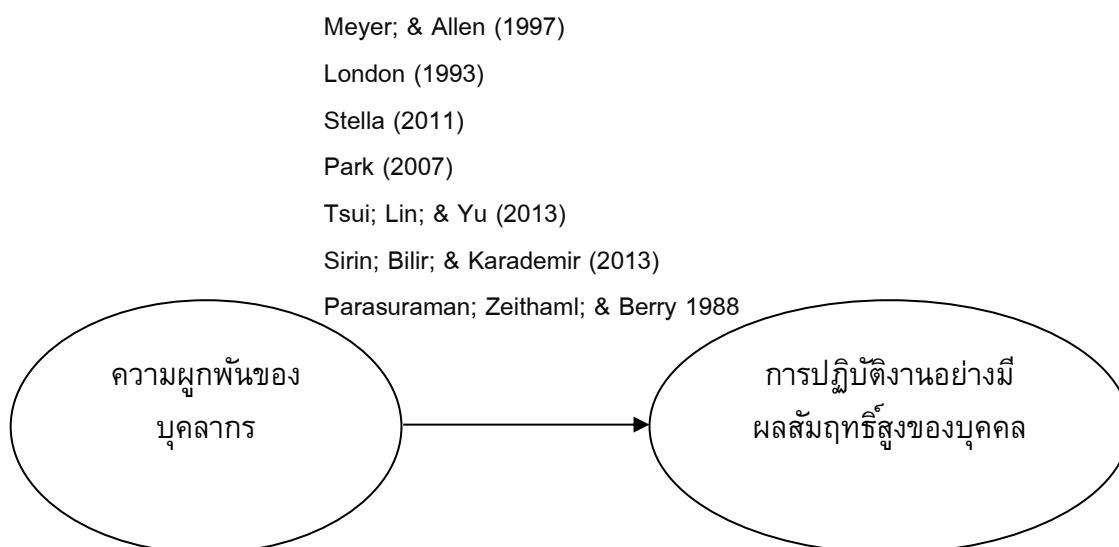 Meyer; & Allen (1997)
London (1993)
Stella (2011)
Park (2007)
Tsui; Lin; & Yu (2013)
Sirin; Bilir; & Karademir (2013)
Parasuraman; Zeithaml; & Berry 1988
ความผูกพันของ
บุคลากร
การปฏิบัติงานอย่างมี
ผลสัมฤทธิ์สูงของบุคคล